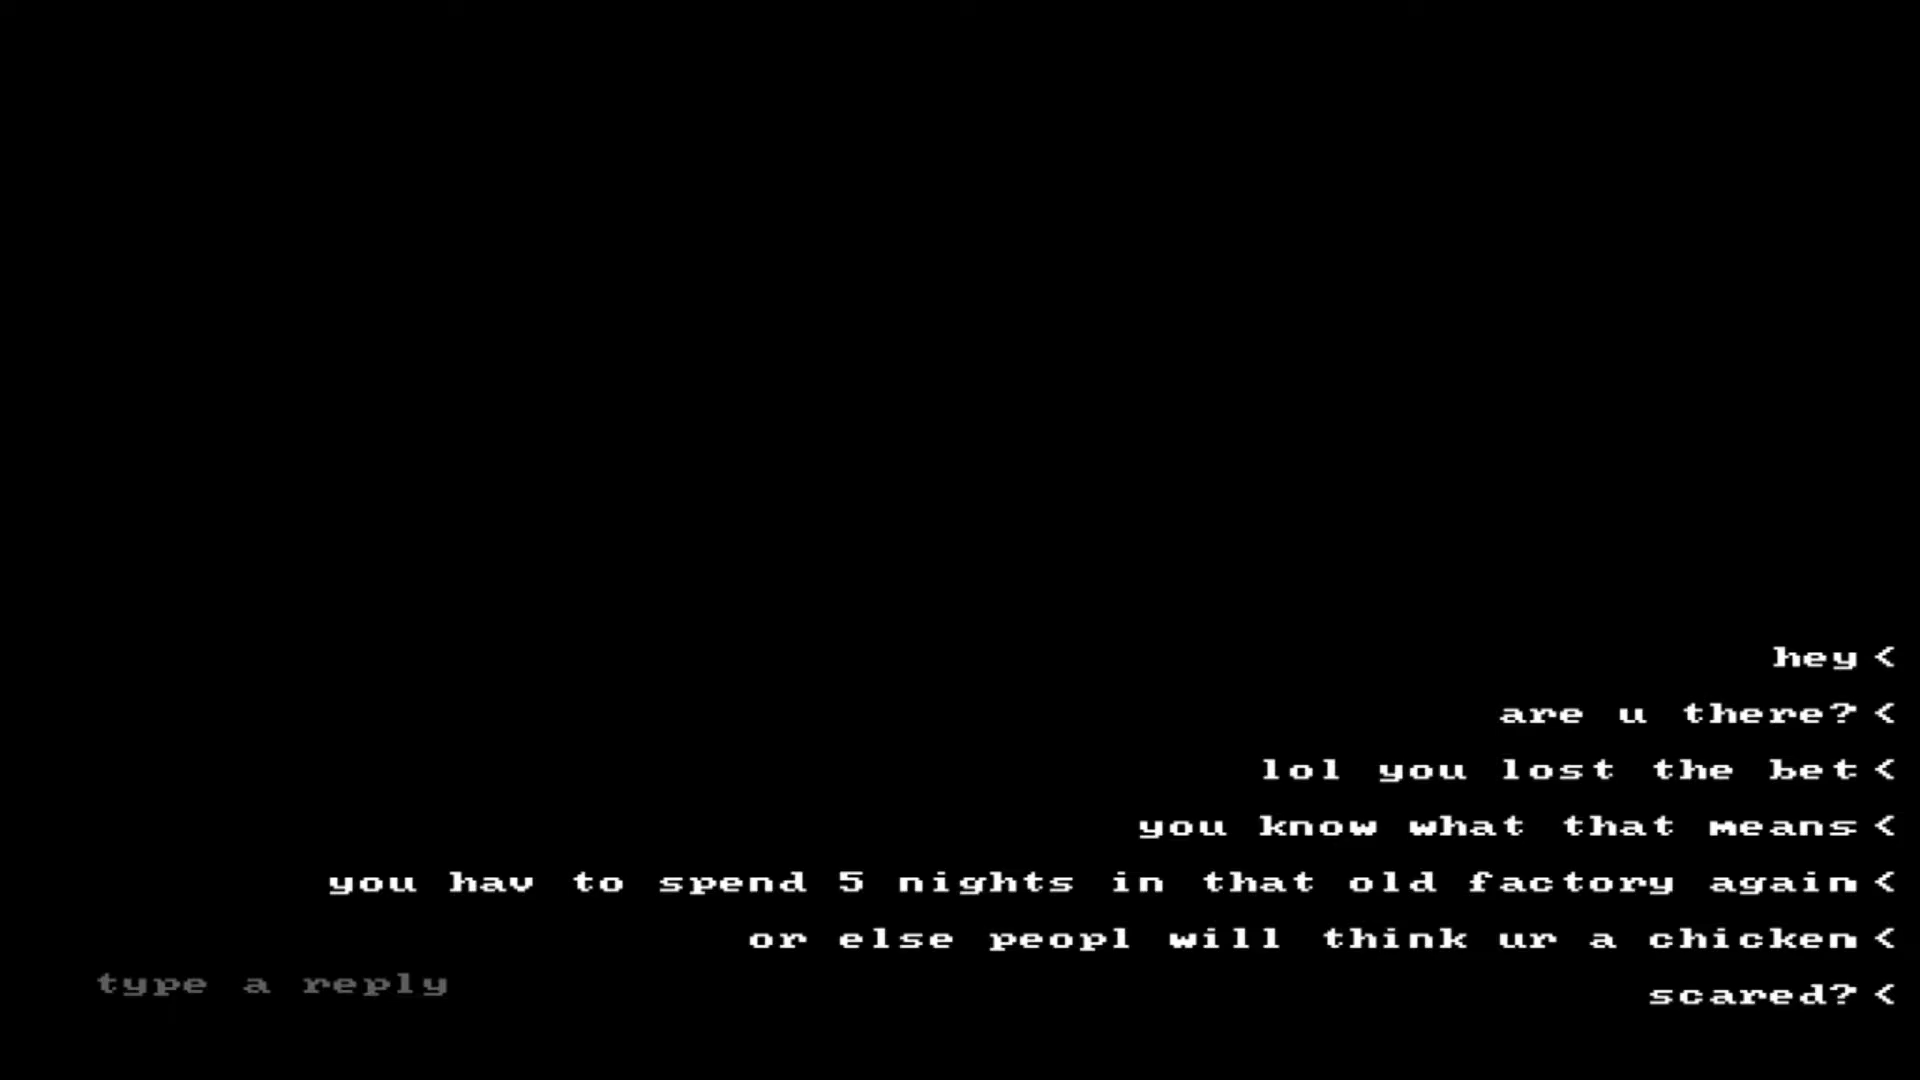 hey <
are u there? <
lol you lost the bet <
you know what that means <
you hav to spend 5 nights in that old factory again <
or else peopl will think ur a chicken <
type a reply
scared? <